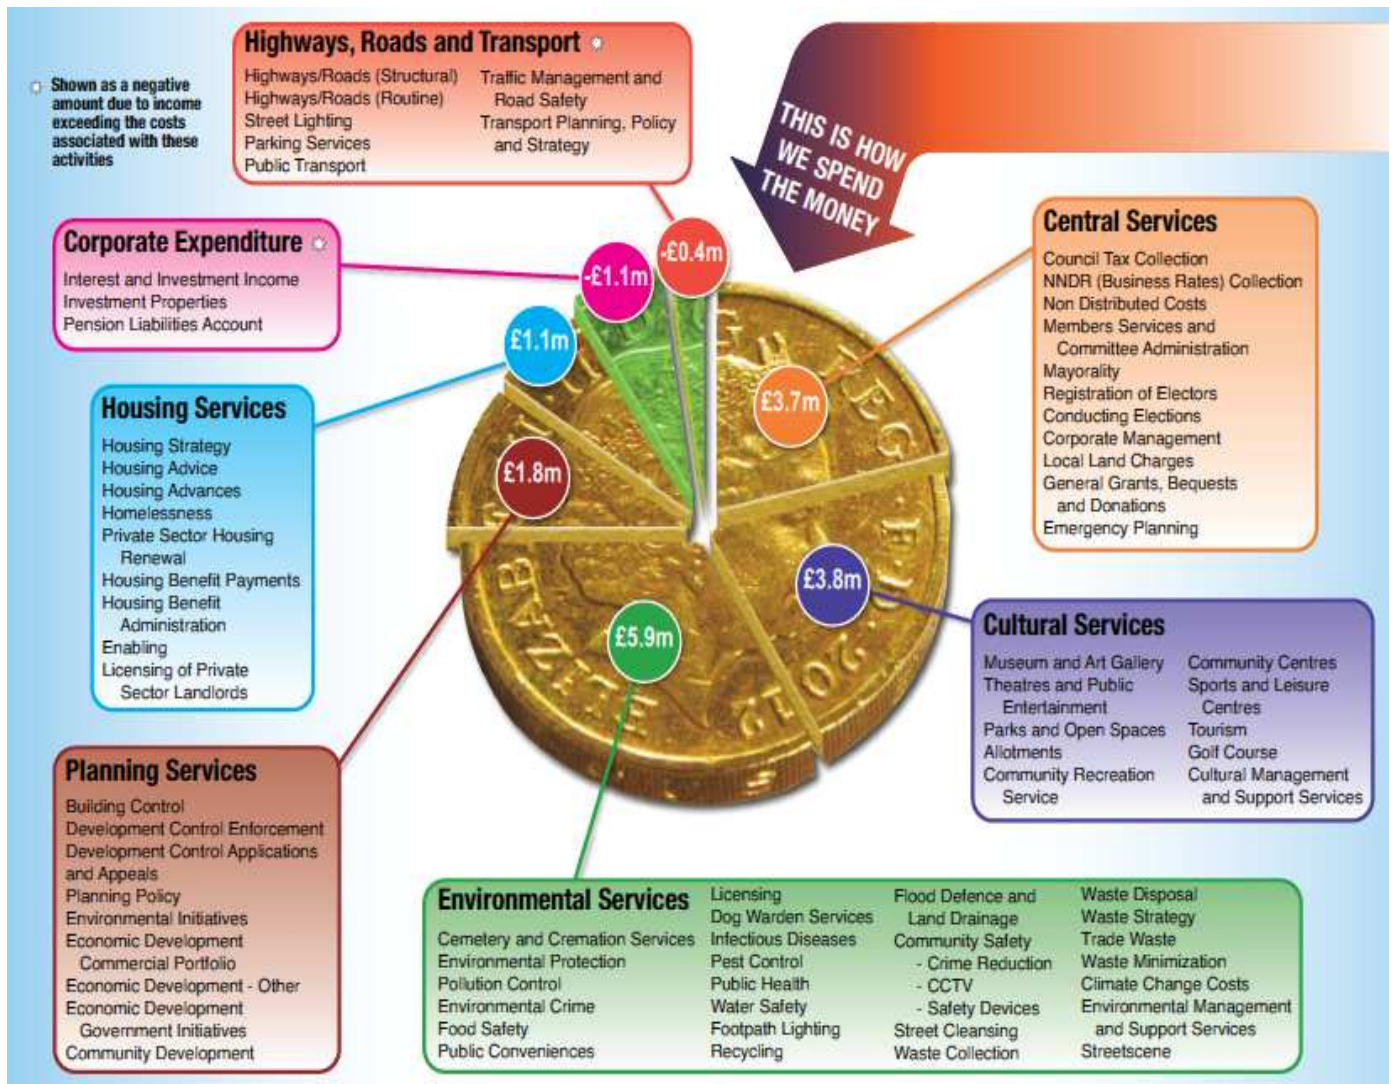 Highways, Roads and Transport
Highways/Roads (Structural)
Highways/Roads (Routine)
Street Lighting
Parking Services
Public Transport
Traffic Management and
Road Safety
Transport Planning, Policy
and Strategy
Shown as a negative
amount due to income
exceeding the costs
associated with these
activities
THIS IS HOW
WE SPEND
THE MONEY
Corporate Expenditure
Interest and Investment Income
Investment Properties
Pension Liabilities Account
-£1.1m
-£0.4m
£1.1m
£3.7m
£1.8m
£3.8m
£5.9m
Central Services
Council Tax Collection
NNDR (Business Rates) Collection
Non Distributed Costs
Members Services and
Committee Administration
Mayorality
Registration of Electors
Conducting Elections
Corporate Management
Local Land Charges
General Grants, Bequests
and Donations
Emergency Planning
Housing Services
Housing Strategy
Housing Advice
Housing Advances
Homelessness
Private Sector Housing
Renewal
Housing Benefit Payments
Housing Benefit
Administration
Enabling
Licensing of Private
Sector Landlords
Cultural Services
Museum and Art Gallery
Theatres and Public
Entertainment
Parks and Open Spaces
Allotments
Community Recreation
Service
Community Centres
Sports and Leisure
Centres
Tourism
Golf Course
Cultural Management
and Support Services
Planning Services
Building Control
Development Control Enforcement
Development Control Applications
and Appeals
Planning Policy
Environmental Initiatives
Economic Development
Commercial Portfolio
Economic Development - Other
Economic Development
Government Initiatives
Community Development
Environmental Services
Cemetery and Cremation Services
Environmental Protection
Pollution Control
Environmental Crime
Food Safety
Public Conveniences
Licensing
Dog Warden Services
Infectious Diseases
Pest Control
Public Health
Water Safety
Footpath Lighting
Recycling
Flood Defence and
Land Drainage
Community Safety
- Crime Reduction
- CCTV
- Safety Devices
Street Cleansing
Waste Collection
Waste Disposal
Waste Strategy
Trade Waste
Waste Minimization
Climate Change Costs
Environmental Management
and Support Services
Streetscene